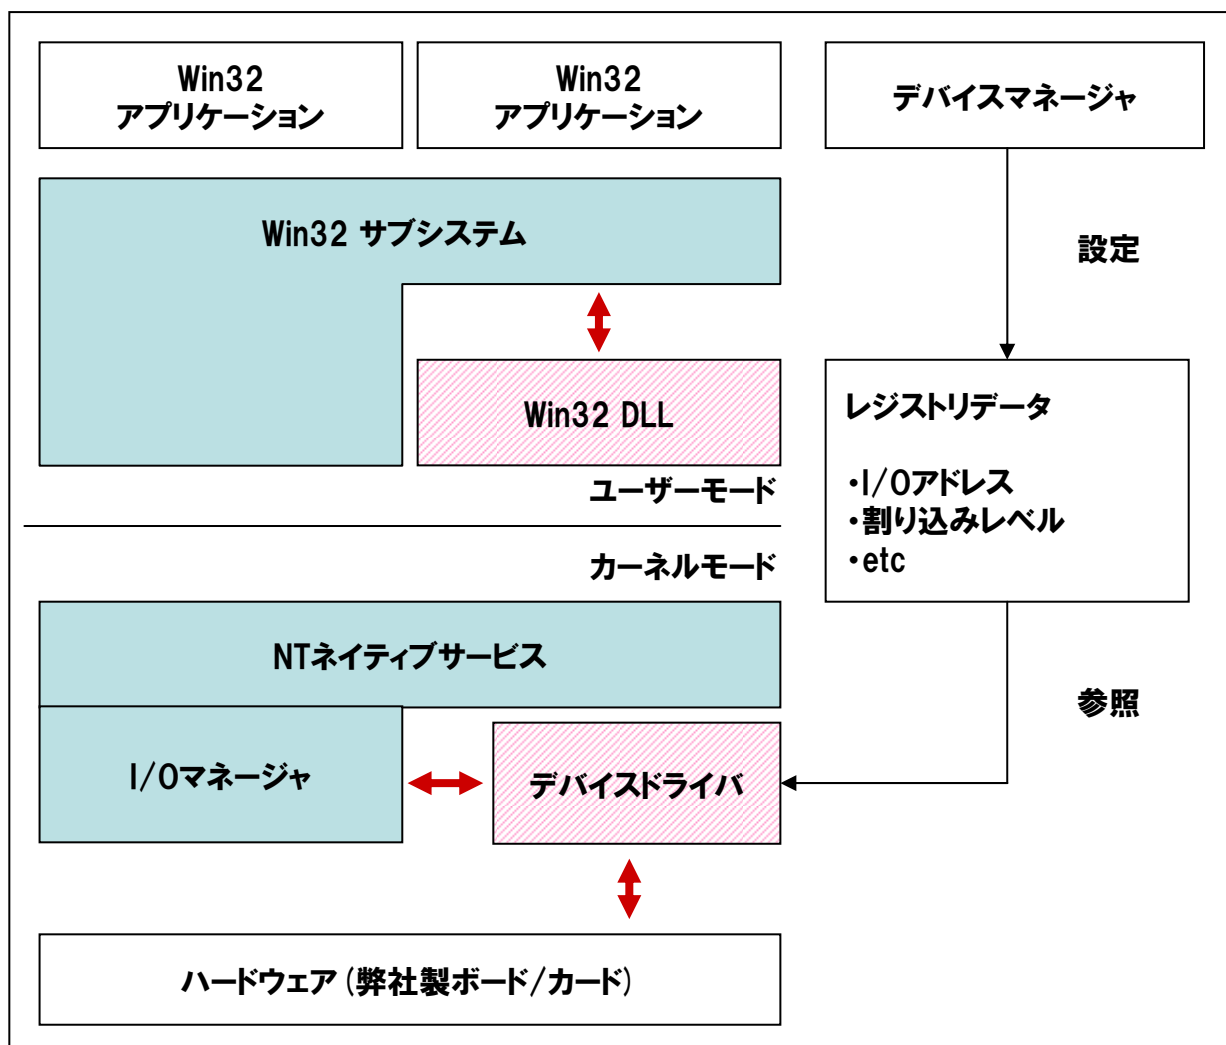 Win32
アプリケーション
Win32
アプリケーション
デバイスマネージャ
Win32 サブシステム
設定
Win32 DLL
レジストリデータ
・I/Oアドレス
・割り込みレベル
・etc
ユーザーモード
カーネルモード
NTネイティブサービス
参照
I/Oマネージャ
デバイスドライバ
ハードウェア(弊社製ボード/カード)